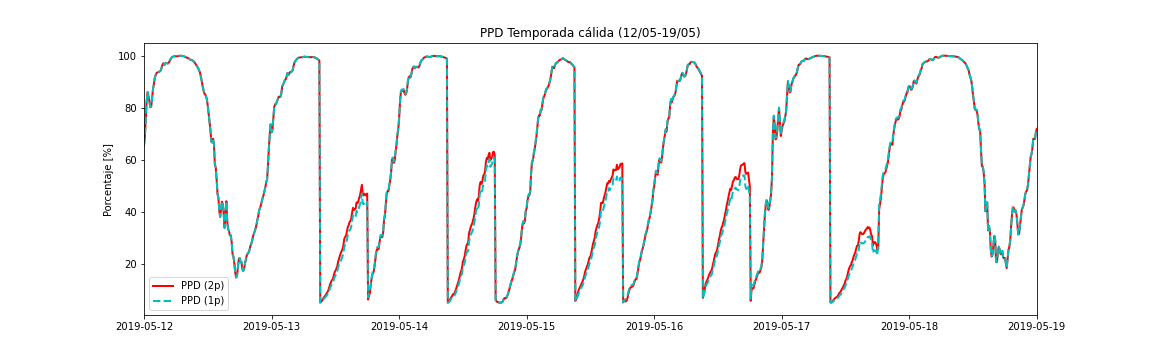 PPD Temporada cálida (12/05-19/05)
Porcentaje [%]
100
80
60
40
20
PPD (2p)
PPD (1p)
2019-05-12 2019-05-13 2019-05-14 2019-05-15 2019-05-16 2019-05-17 2019-05-18 2019-05-19